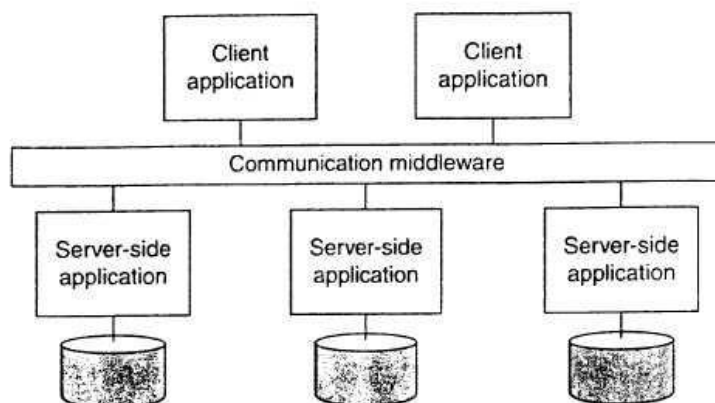 Client
application
Client
application
Communication middleware
Server-side
application
Server-side
application
Server-side
application